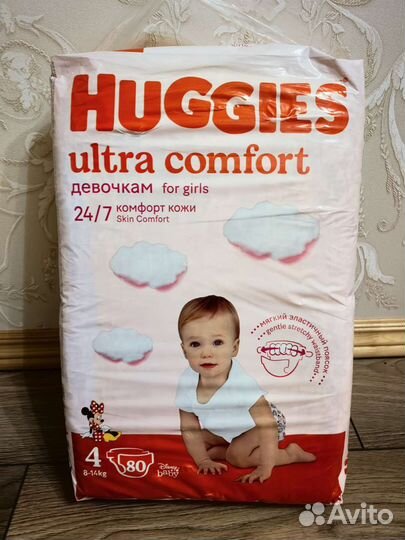 HUGGIES
ultra comfort
девочкам for girls
24/7 комфорт кожи
Skin Comfort
мягкий эластичный поясок
gentle stretchy waistband
4
8-14kg
80
Disney baby
Avito